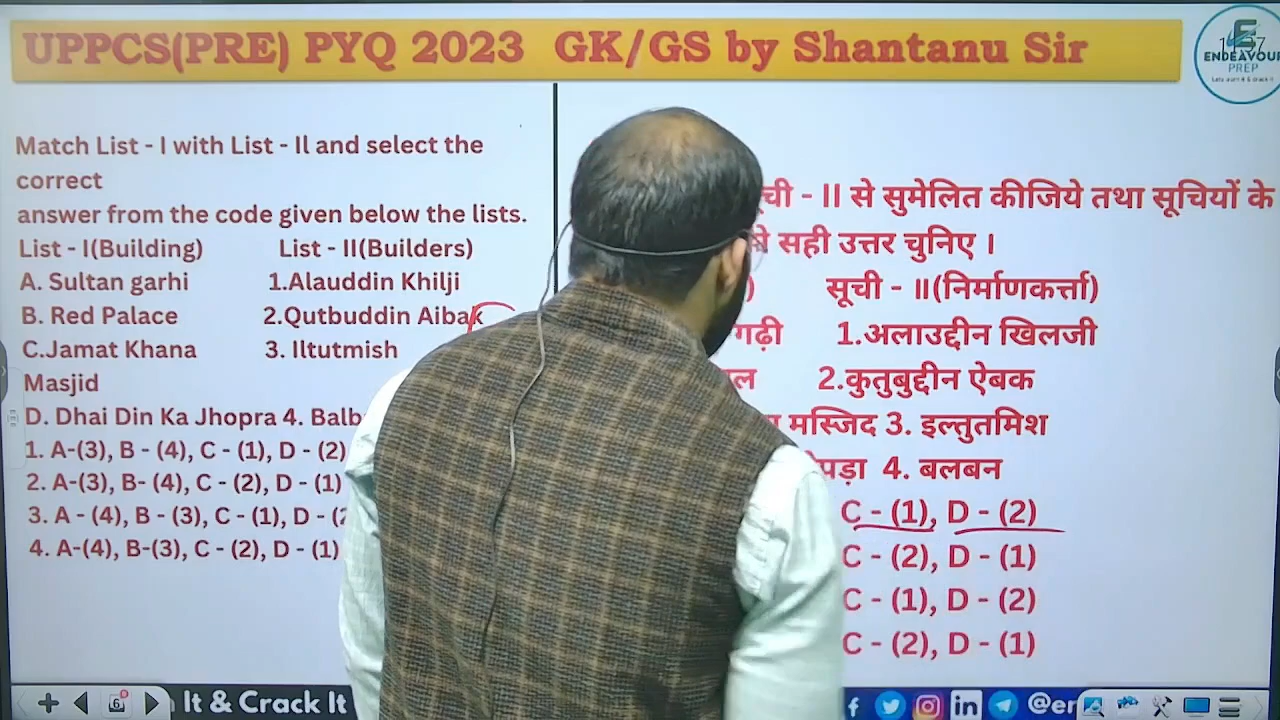 UPPCS(PRE) PYQ 2023 GK/GS by Shantanu Sir
ENDEAVOUR
PREP
Match List - I with List - Il and select the
correct
answer from the code given below the lists.
List - I(Building) List - II(Builders)
A. Sultan garhi 1.Alauddin Khilji
B. Red Palace 2.Qutbuddin Aibak
C.Jamat Khana 3. Iltutmish
Masjid
D. Dhai Din Ka Jhopra 4.
1. A-(3), B - (4), C - (1), D - (2)
2. A-(3), B- (4), C - (2), D - (1)
3. A - (4), B - (3), C - (1), D -
4. A-(4), B-(3), C - (2), D - (1)
- II से सुमेलित कीजिये तथा सूचियों के
सही उत्तर चुनिए ।
सूची - II(निर्माणकर्त्ता)
1.अलाउद्दीन खिलजी
2.कुतुबुद्दीन ऐबक
मस्जिद 3. इल्तुतमिश
4. बलबन
C - (1), D - (2)
C - (2), D - (1)
C - (1), D - (2)
C - (2), D - (1)
It & Crack It